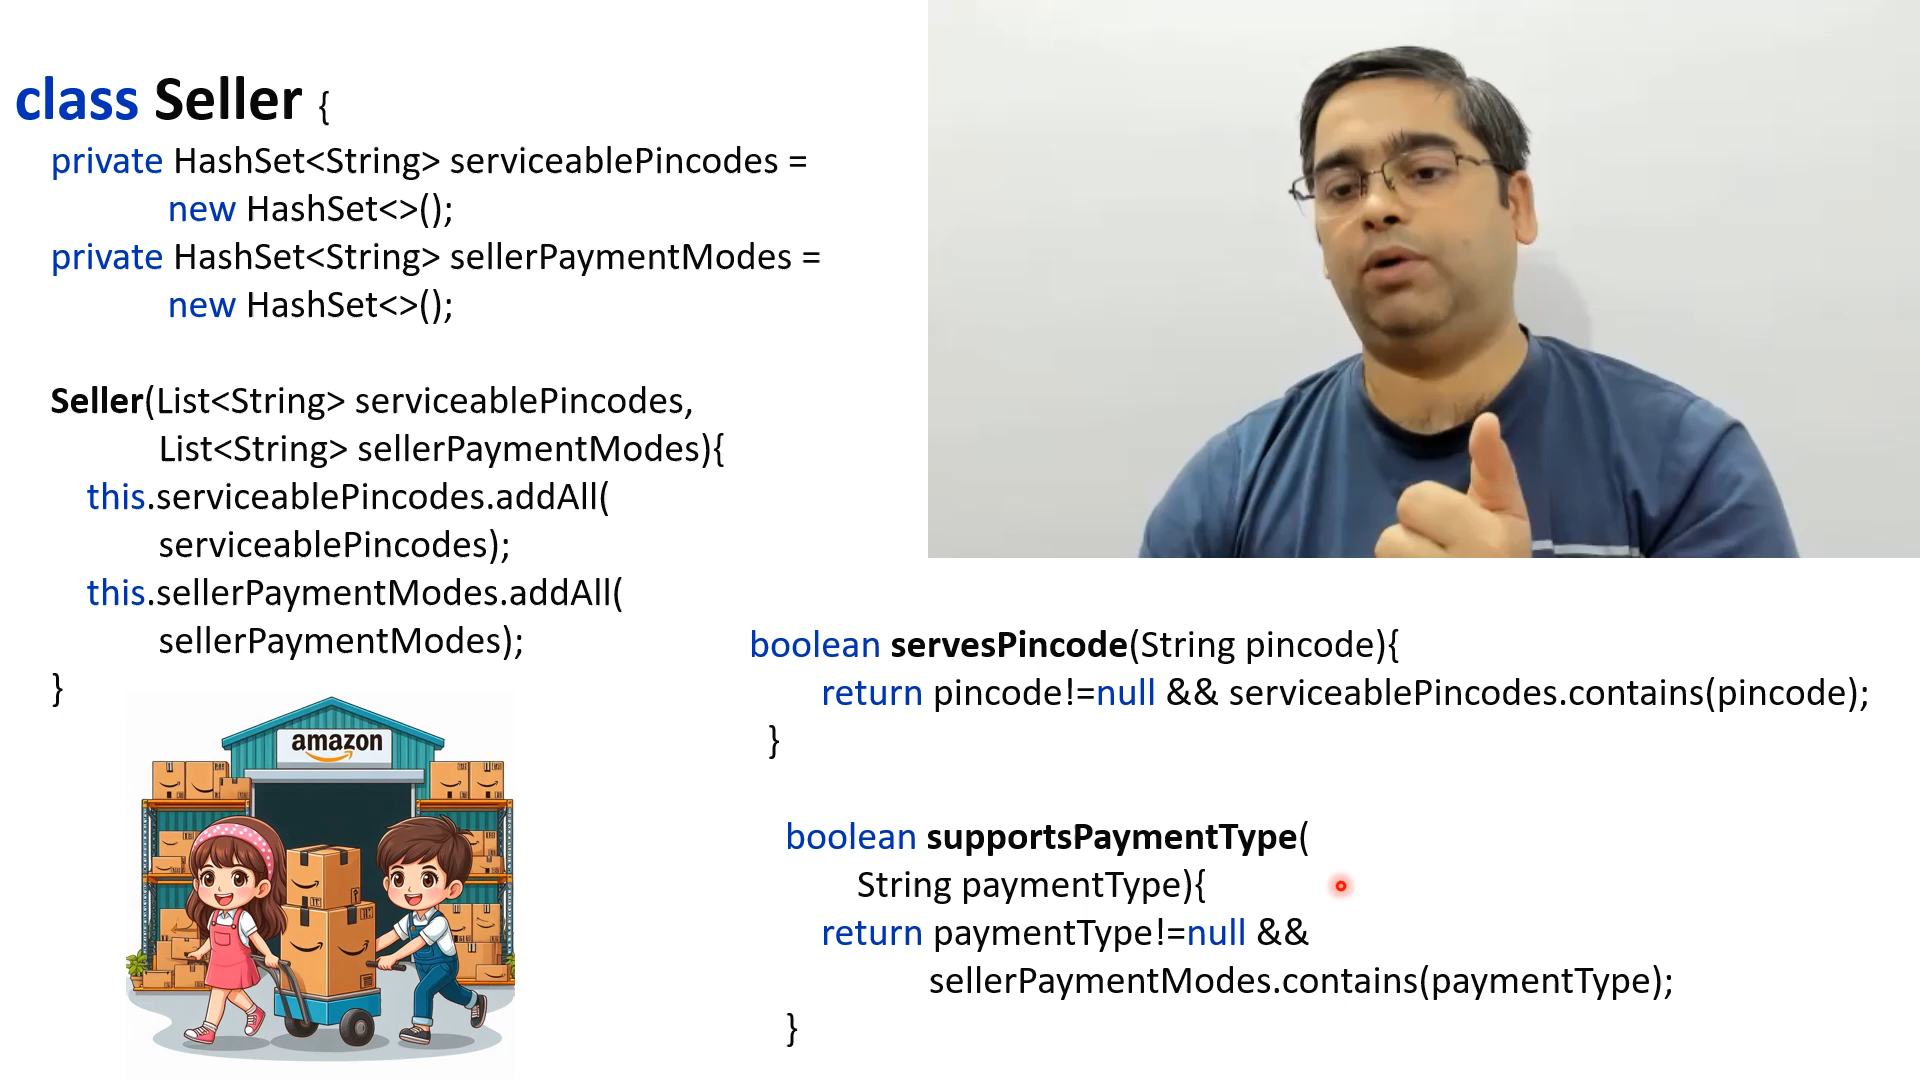 class Seller {
private HashSet<String> serviceablePincodes =
new HashSet<>();
private HashSet<String> sellerPaymentModes =
new HashSet<>();
Seller(List<String> serviceablePincodes,
List<String> sellerPaymentModes){
this.serviceablePincodes.addAll(
serviceablePincodes);
this.sellerPaymentModes.addAll(
sellerPaymentModes);
}
amazon
boolean servesPincode(String pincode){
return pincode!=null && serviceablePincodes.contains(pincode);
}
boolean supportsPaymentType(
String paymentType){
return paymentType!=null &&
sellerPaymentModes.contains(paymentType);
}